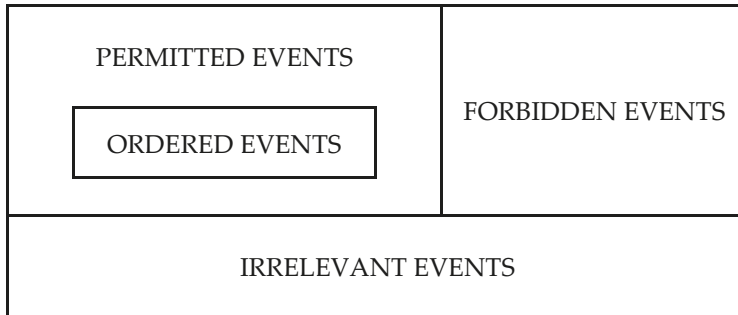 PERMITTED EVENTS
FORBIDDEN EVENTS
ORDERED EVENTS
IRRELEVANT EVENTS